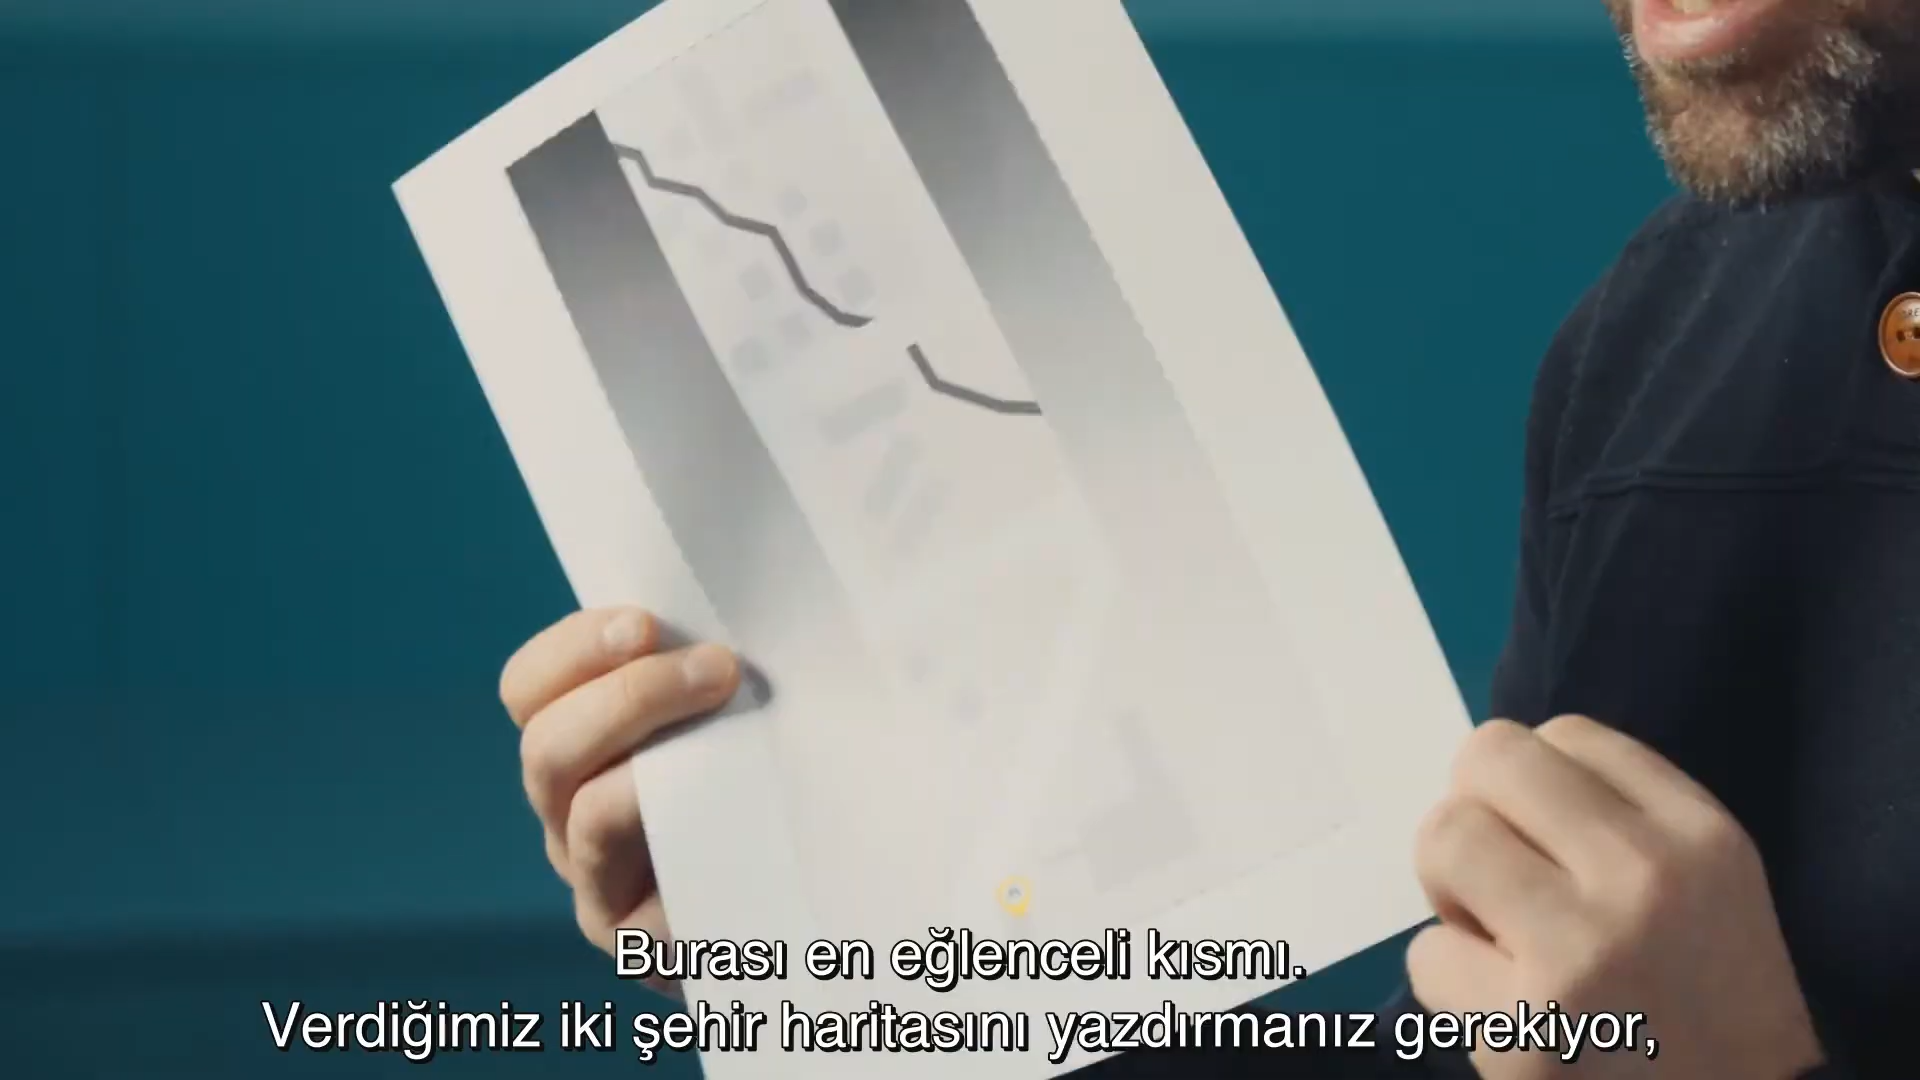 Burası en eğlenceli kısmı.
Verdiğimiz iki şehir haritasını yazdırmanız gerekiyor,